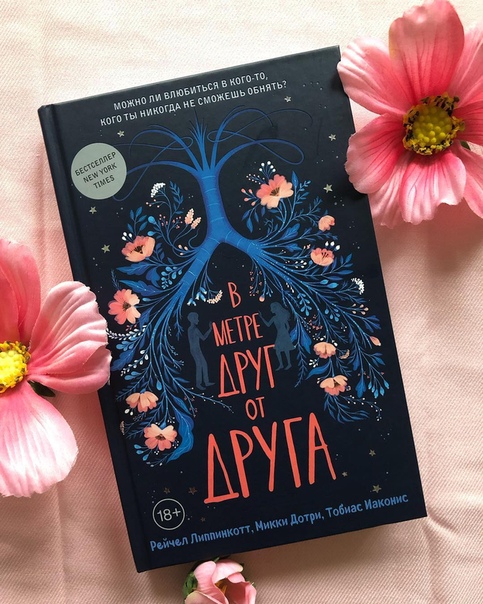 МОЖНО ЛИ ВЛЮБИТЬСЯ В КОГО-ТО,
КОГО ТЫ НИКОГДА НЕ СМОЖЕШЬ ОБНЯТЬ?
БЕСТСЕЛЛЕР
NEW YORK
TIMES
В
МЕТРЕ
ДРУГ
ОТ
ДРУГА
18+
Рейчел Липпинкотт, Микки Дотри, Тобиас Иаконис